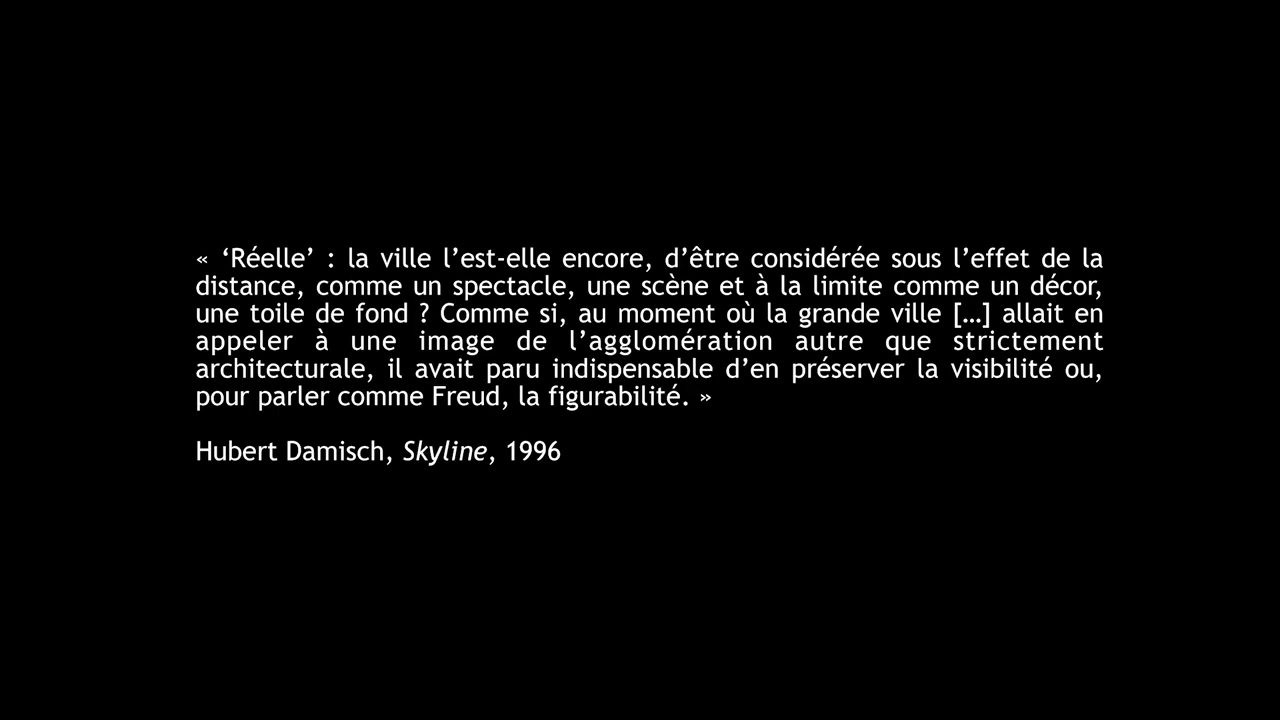 « ‘Réelle’ : la ville l’est-elle encore, d’être considérée sous l’effet de la
distance, comme un spectacle, une scène et à la limite comme un décor,
une toile de fond ? Comme si, au moment où la grande ville […] allait en
appeler à une image de l’agglomération autre que strictement
architecturale, il avait paru indispensable d’en préserver la visibilité ou,
pour parler comme Freud, la figurabilité. »
Hubert Damisch, Skyline, 1996